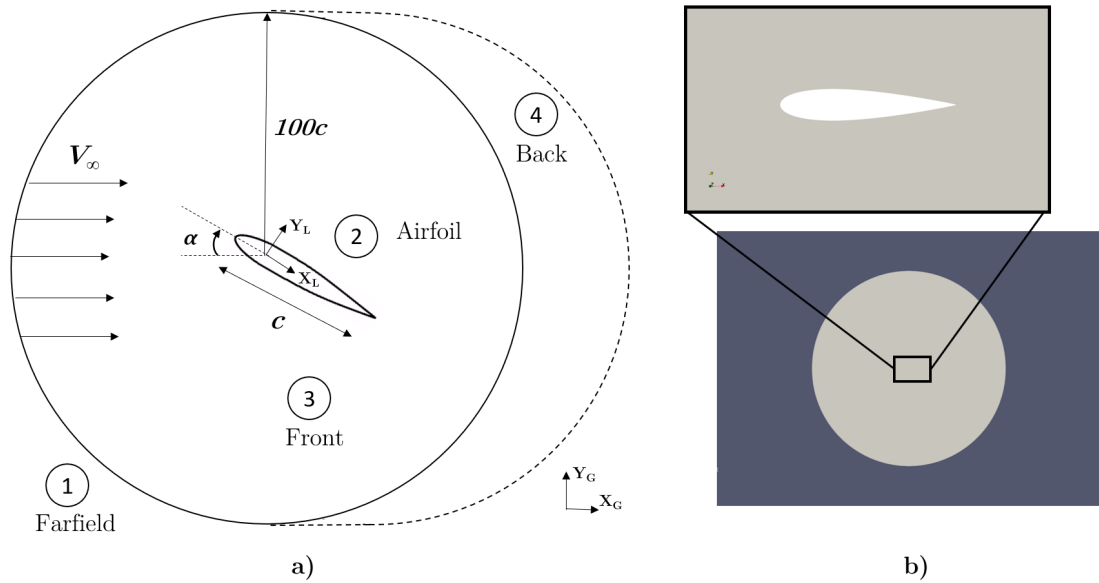 100c
4
Back
V∞
Y_L
2
Airfoil
α
X_L
c
3
Front
1
Farfield
Y_G
X_G
a)
b)